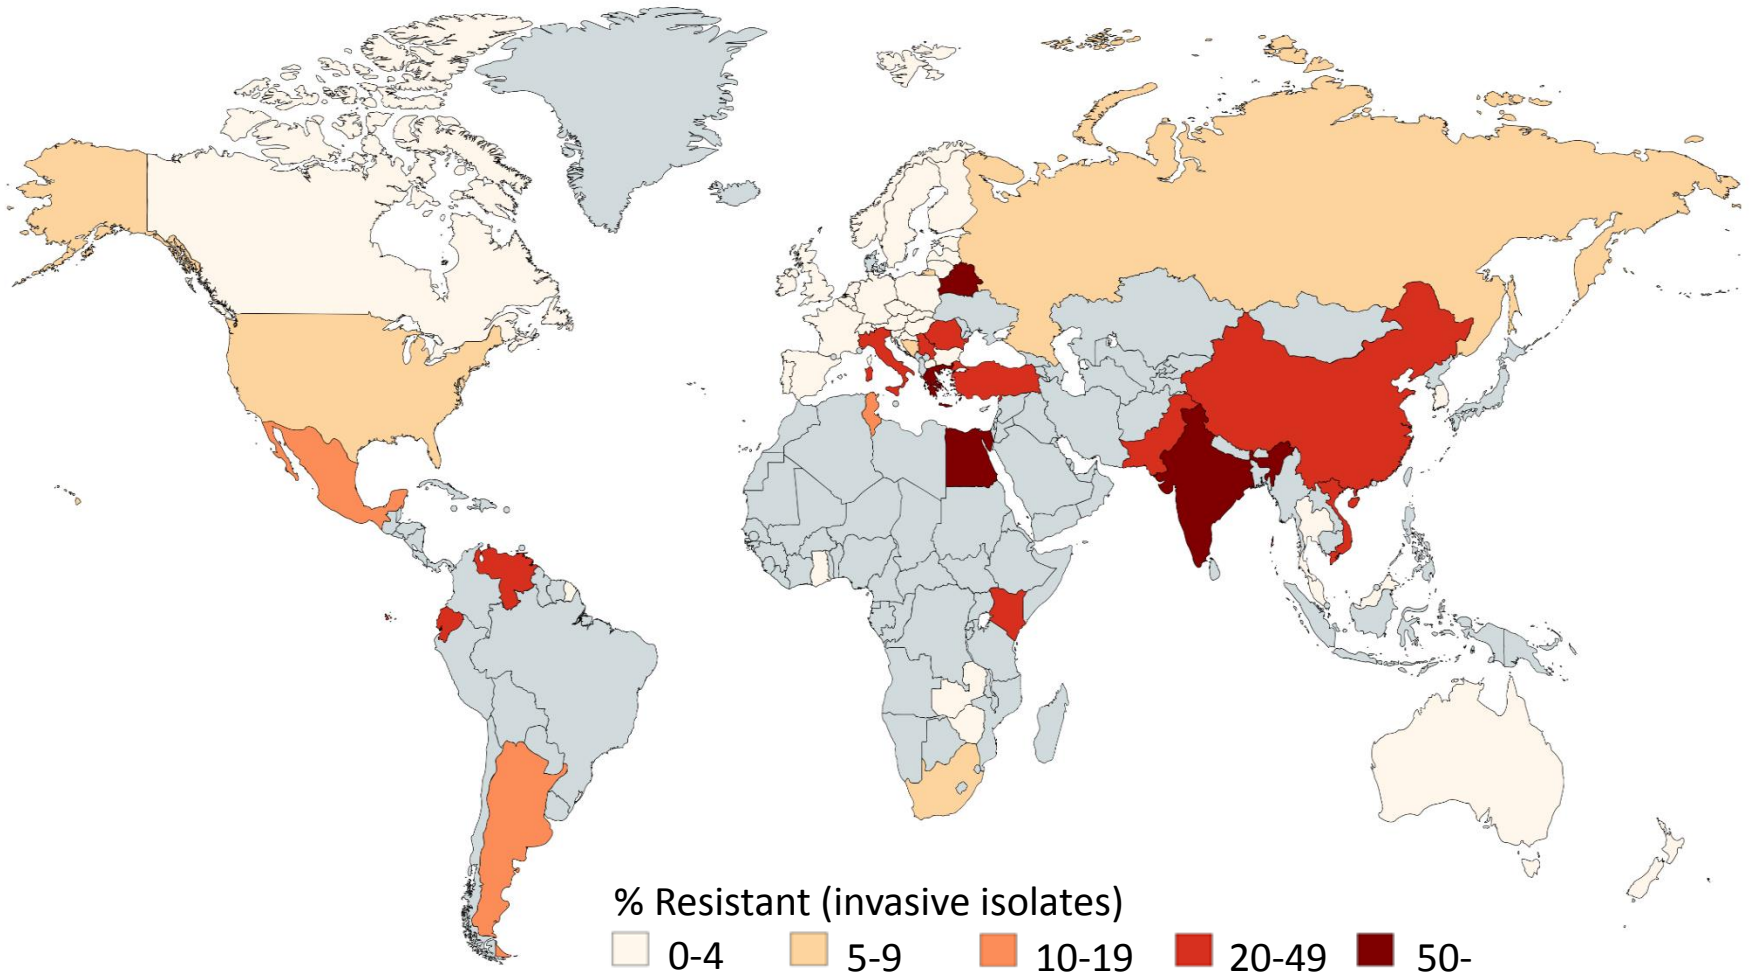 % Resistant (invasive isolates)
0-4 5-9 10-19 20-49 50-